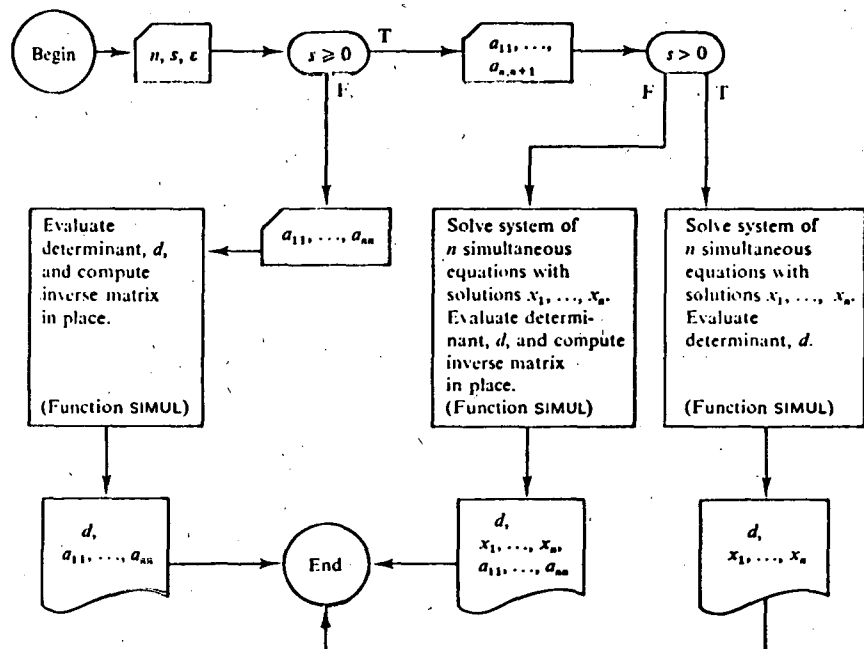 Begin
n, s, ε
s ⩾ 0
T
F
a₁₁, …,
aₙ,ₙ₊₁
s > 0
F
T
Evaluate
determinant, d,
and compute
inverse matrix
in place.
(Function SIMUL)
a₁₁, …, aₙₙ
Solve system of
n simultaneous
equations with
solutions x₁, …, xₙ.
Evaluate determi-
nant, d, and compute
inverse matrix
in place.
(Function SIMUL)
Solve system of
n simultaneous
equations with
solutions x₁, …, xₙ.
Evaluate
determinant, d.
(Function SIMUL)
d,
a₁₁, …, aₙₙ
End
d,
x₁, …, xₙ,
a₁₁, …, aₙₙ
d,
x₁, …, xₙ